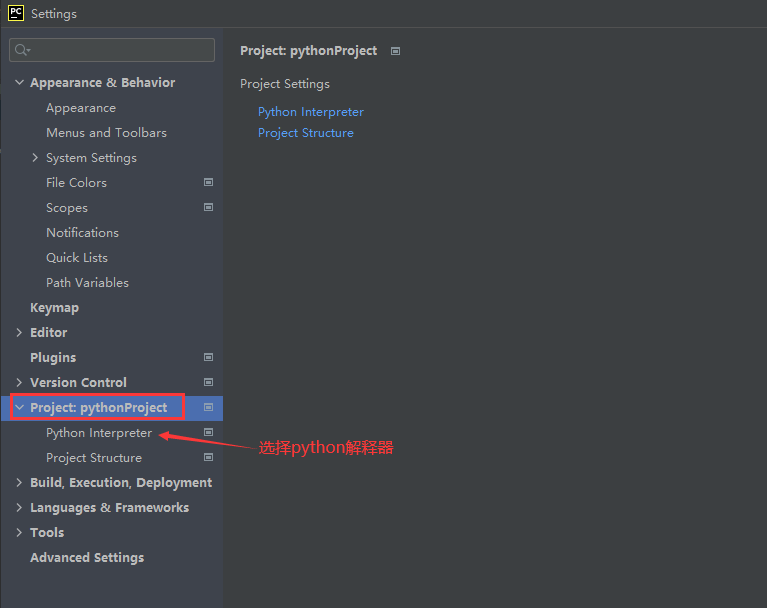 PC Settings
Appearance & Behavior
Appearance
Menus and Toolbars
System Settings
File Colors
Scopes
Notifications
Quick Lists
Path Variables
Keymap
Editor
Plugins
Version Control
Project: pythonProject
Python Interpreter
Project Structure
Build, Execution, Deployment
Languages & Frameworks
Tools
Advanced Settings
Project: pythonProject
Project Settings
Python Interpreter
Project Structure
选择python解释器